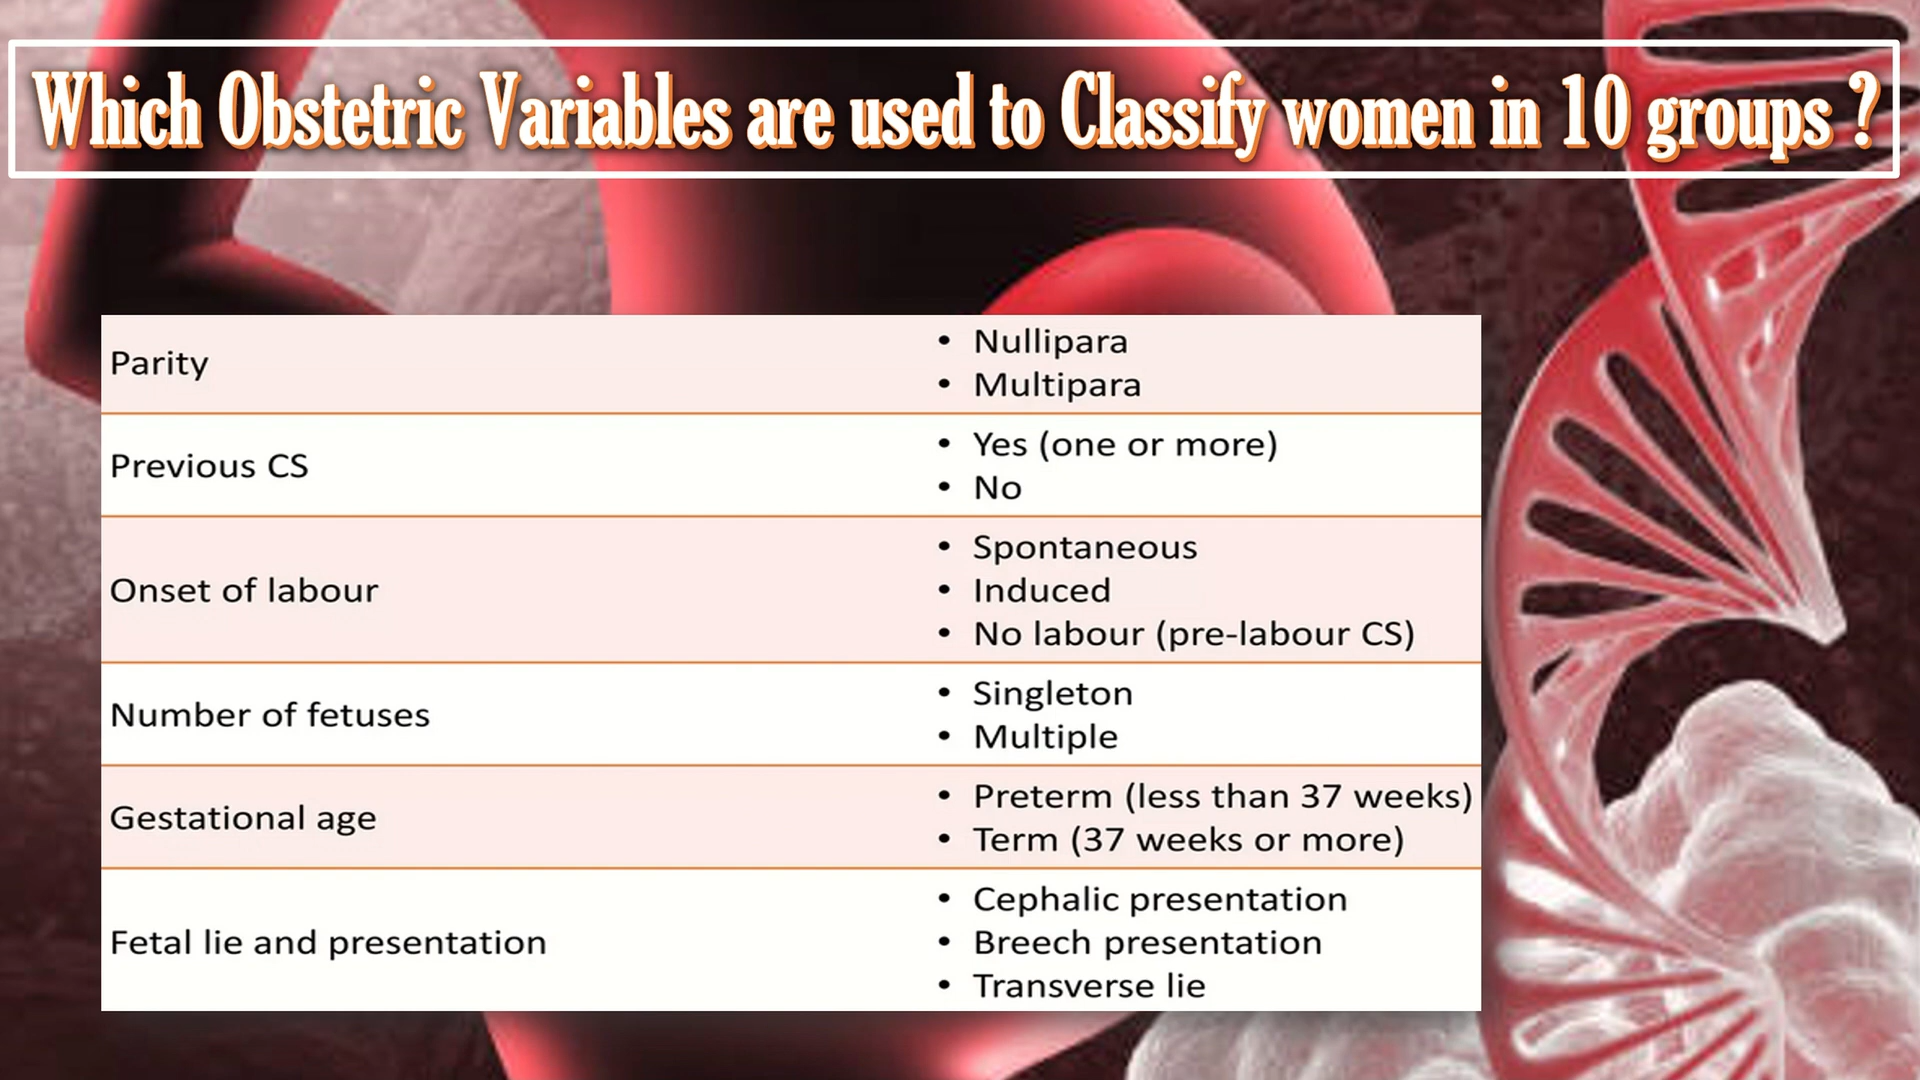 Which Obstetric Variables are used to Classify women in 10 groups ?
Parity
• Nullipara
• Multipara
Previous CS
• Yes (one or more)
• No
Onset of labour
• Spontaneous
• Induced
• No labour (pre-labour CS)
Number of fetuses
• Singleton
• Multiple
Gestational age
• Preterm (less than 37 weeks)
• Term (37 weeks or more)
Fetal lie and presentation
• Cephalic presentation
• Breech presentation
• Transverse lie